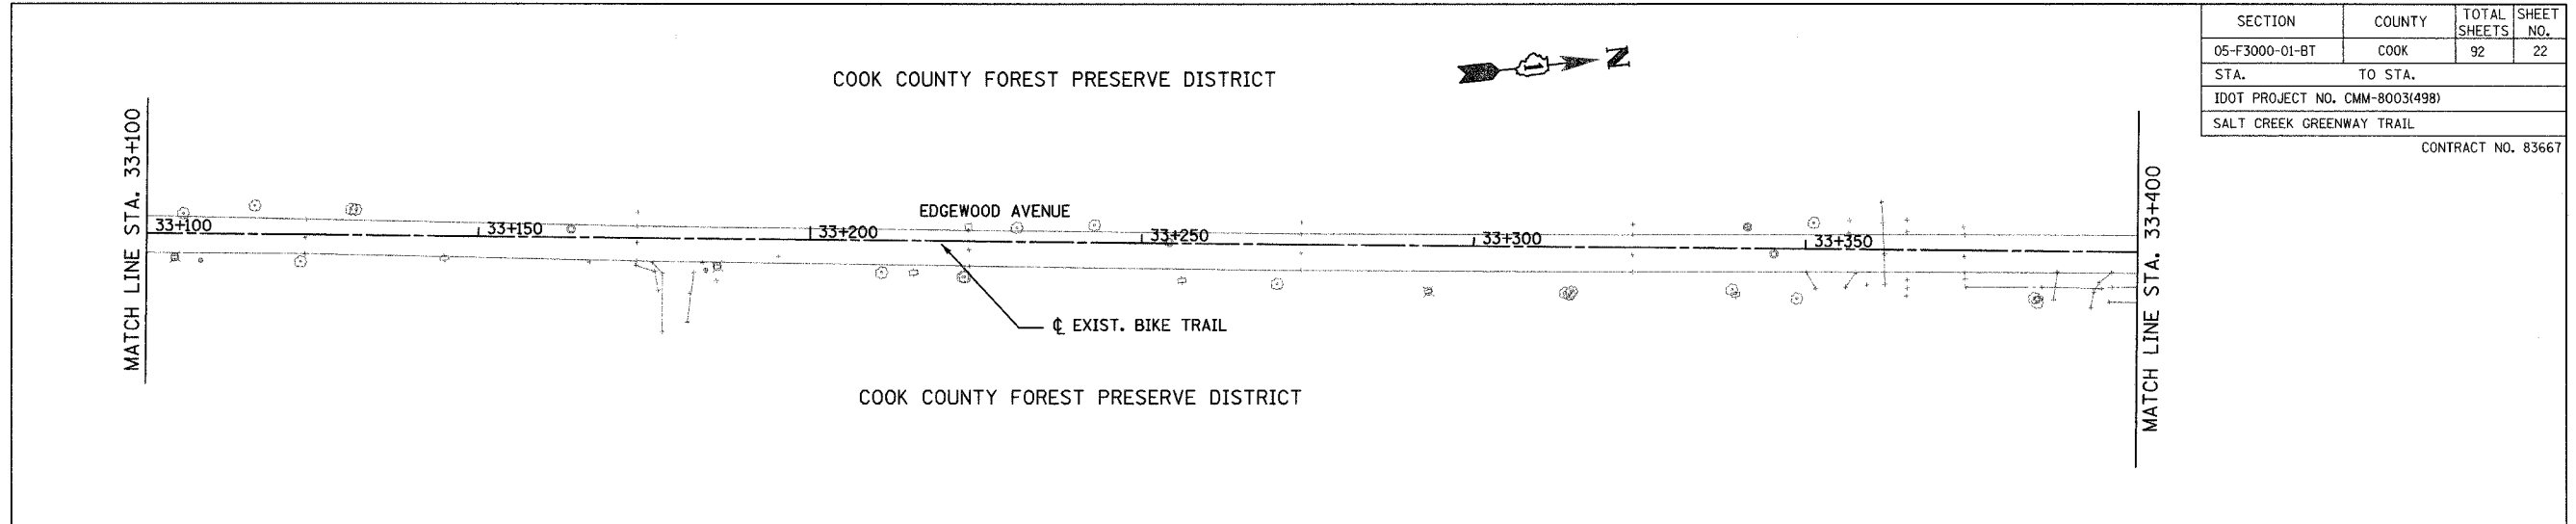 SECTION COUNTY TOTAL SHEETS SHEET NO.
05-F3000-01-BT COOK 92 22
STA. TO STA.
IDOT PROJECT NO. CMM-8003(498)
SALT CREEK GREENWAY TRAIL
CONTRACT NO. 83667
COOK COUNTY FOREST PRESERVE DISTRICT
N
MATCH LINE STA. 33+100
EDGEWOOD AVENUE
33+100 33+150 33+200 33+250 33+300 33+350
MATCH LINE STA. 33+400
℄ EXIST. BIKE TRAIL
COOK COUNTY FOREST PRESERVE DISTRICT